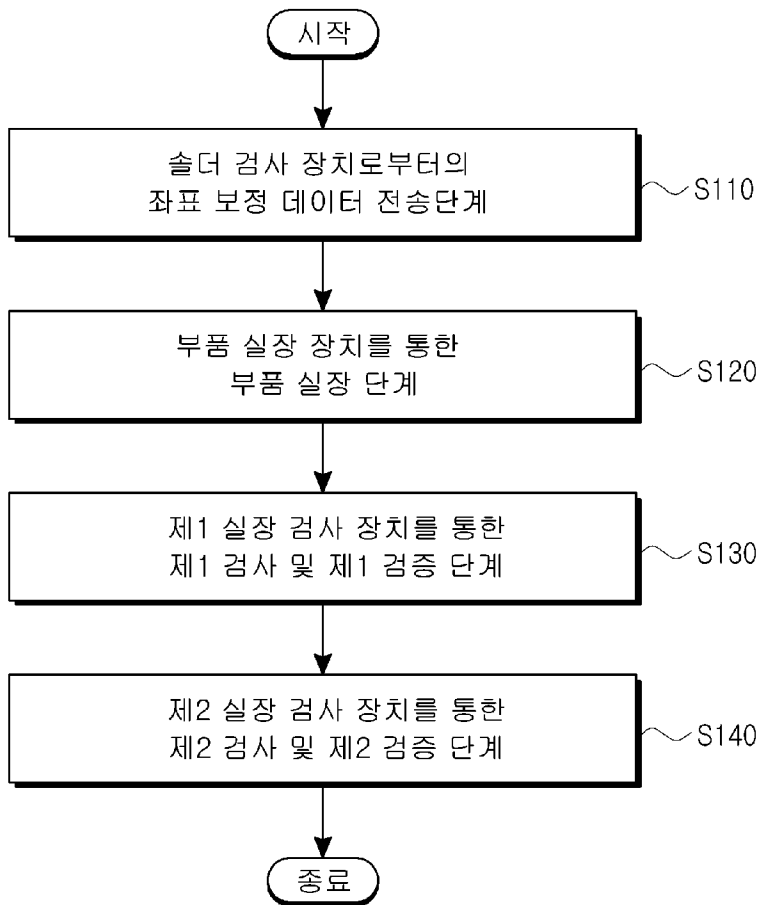 시작
솔더 검사 장치로부터의
좌표 보정 데이터 전송단계
S110
부품 실장 장치를 통한
부품 실장 단계
S120
제1 실장 검사 장치를 통한
제1 검사 및 제1 검증 단계
S130
제2 실장 검사 장치를 통한
제2 검사 및 제2 검증 단계
S140
종료